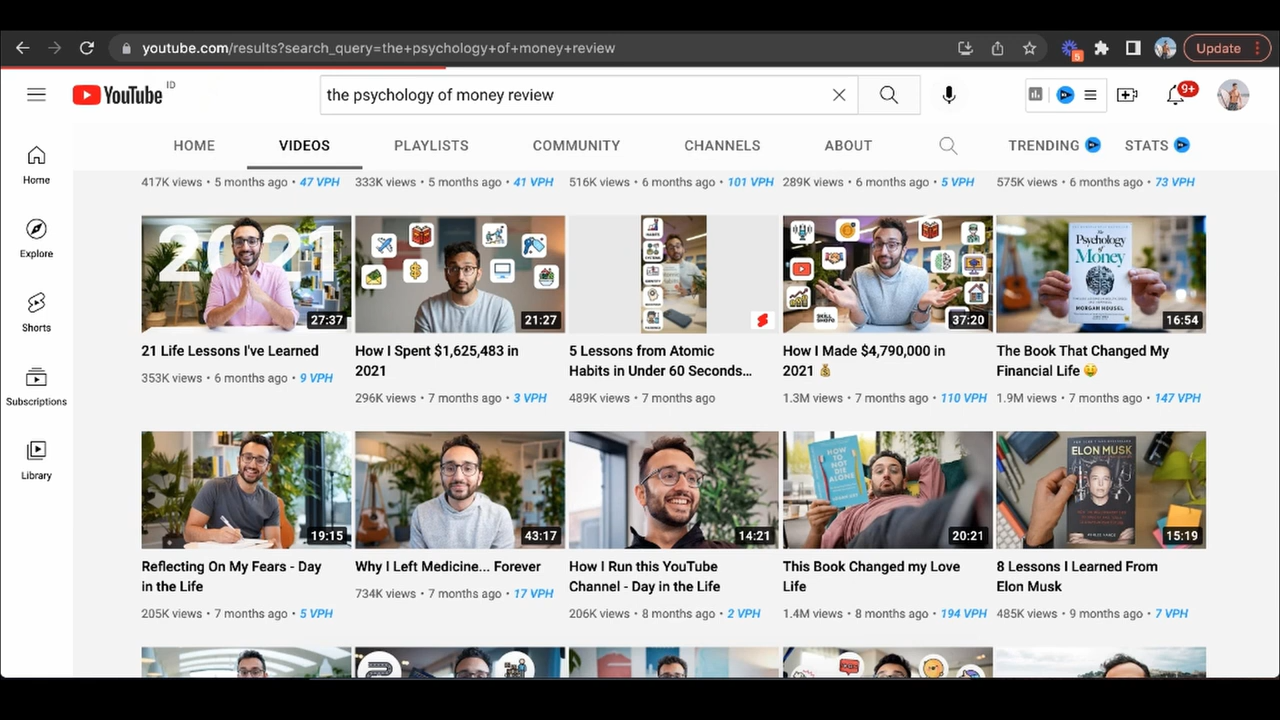 youtube.com/results?search_query=the+psychology+of+money+review
5
Update
YouTube ID
the psychology of money review
9+
HOME VIDEOS PLAYLISTS COMMUNITY CHANNELS ABOUT TRENDING STATS
Home
Explore
Shorts
Subscriptions
Library
417K views • 5 months ago • 47 VPH
333K views • 5 months ago • 41 VPH
516K views • 6 months ago • 101 VPH
289K views • 6 months ago • 5 VPH
575K views • 6 months ago • 73 VPH
2021
27:37
21 Life Lessons I've Learned
353K views • 6 months ago • 9 VPH
21:27
How I Spent $1,625,483 in
2021
296K views • 7 months ago • 3 VPH
5 Lessons from Atomic
Habits in Under 60 Seconds...
489K views • 7 months ago
37:20
How I Made $4,790,000 in
2021 💰
1.3M views • 7 months ago • 110 VPH
The
Psychology
of Money
MORGAN HOUSEL
16:54
The Book That Changed My
Financial Life 🤑
1.9M views • 7 months ago • 147 VPH
19:15
Reflecting On My Fears - Day
in the Life
205K views • 7 months ago • 5 VPH
43:17
Why I Left Medicine... Forever
734K views • 7 months ago • 17 VPH
14:21
How I Run this YouTube
Channel - Day in the Life
206K views • 8 months ago • 2 VPH
HOW TO
NOT DIE
ALONE
20:21
This Book Changed my Love
Life
1.4M views • 8 months ago • 194 VPH
ELON MUSK
15:19
8 Lessons I Learned From
Elon Musk
485K views • 9 months ago • 7 VPH